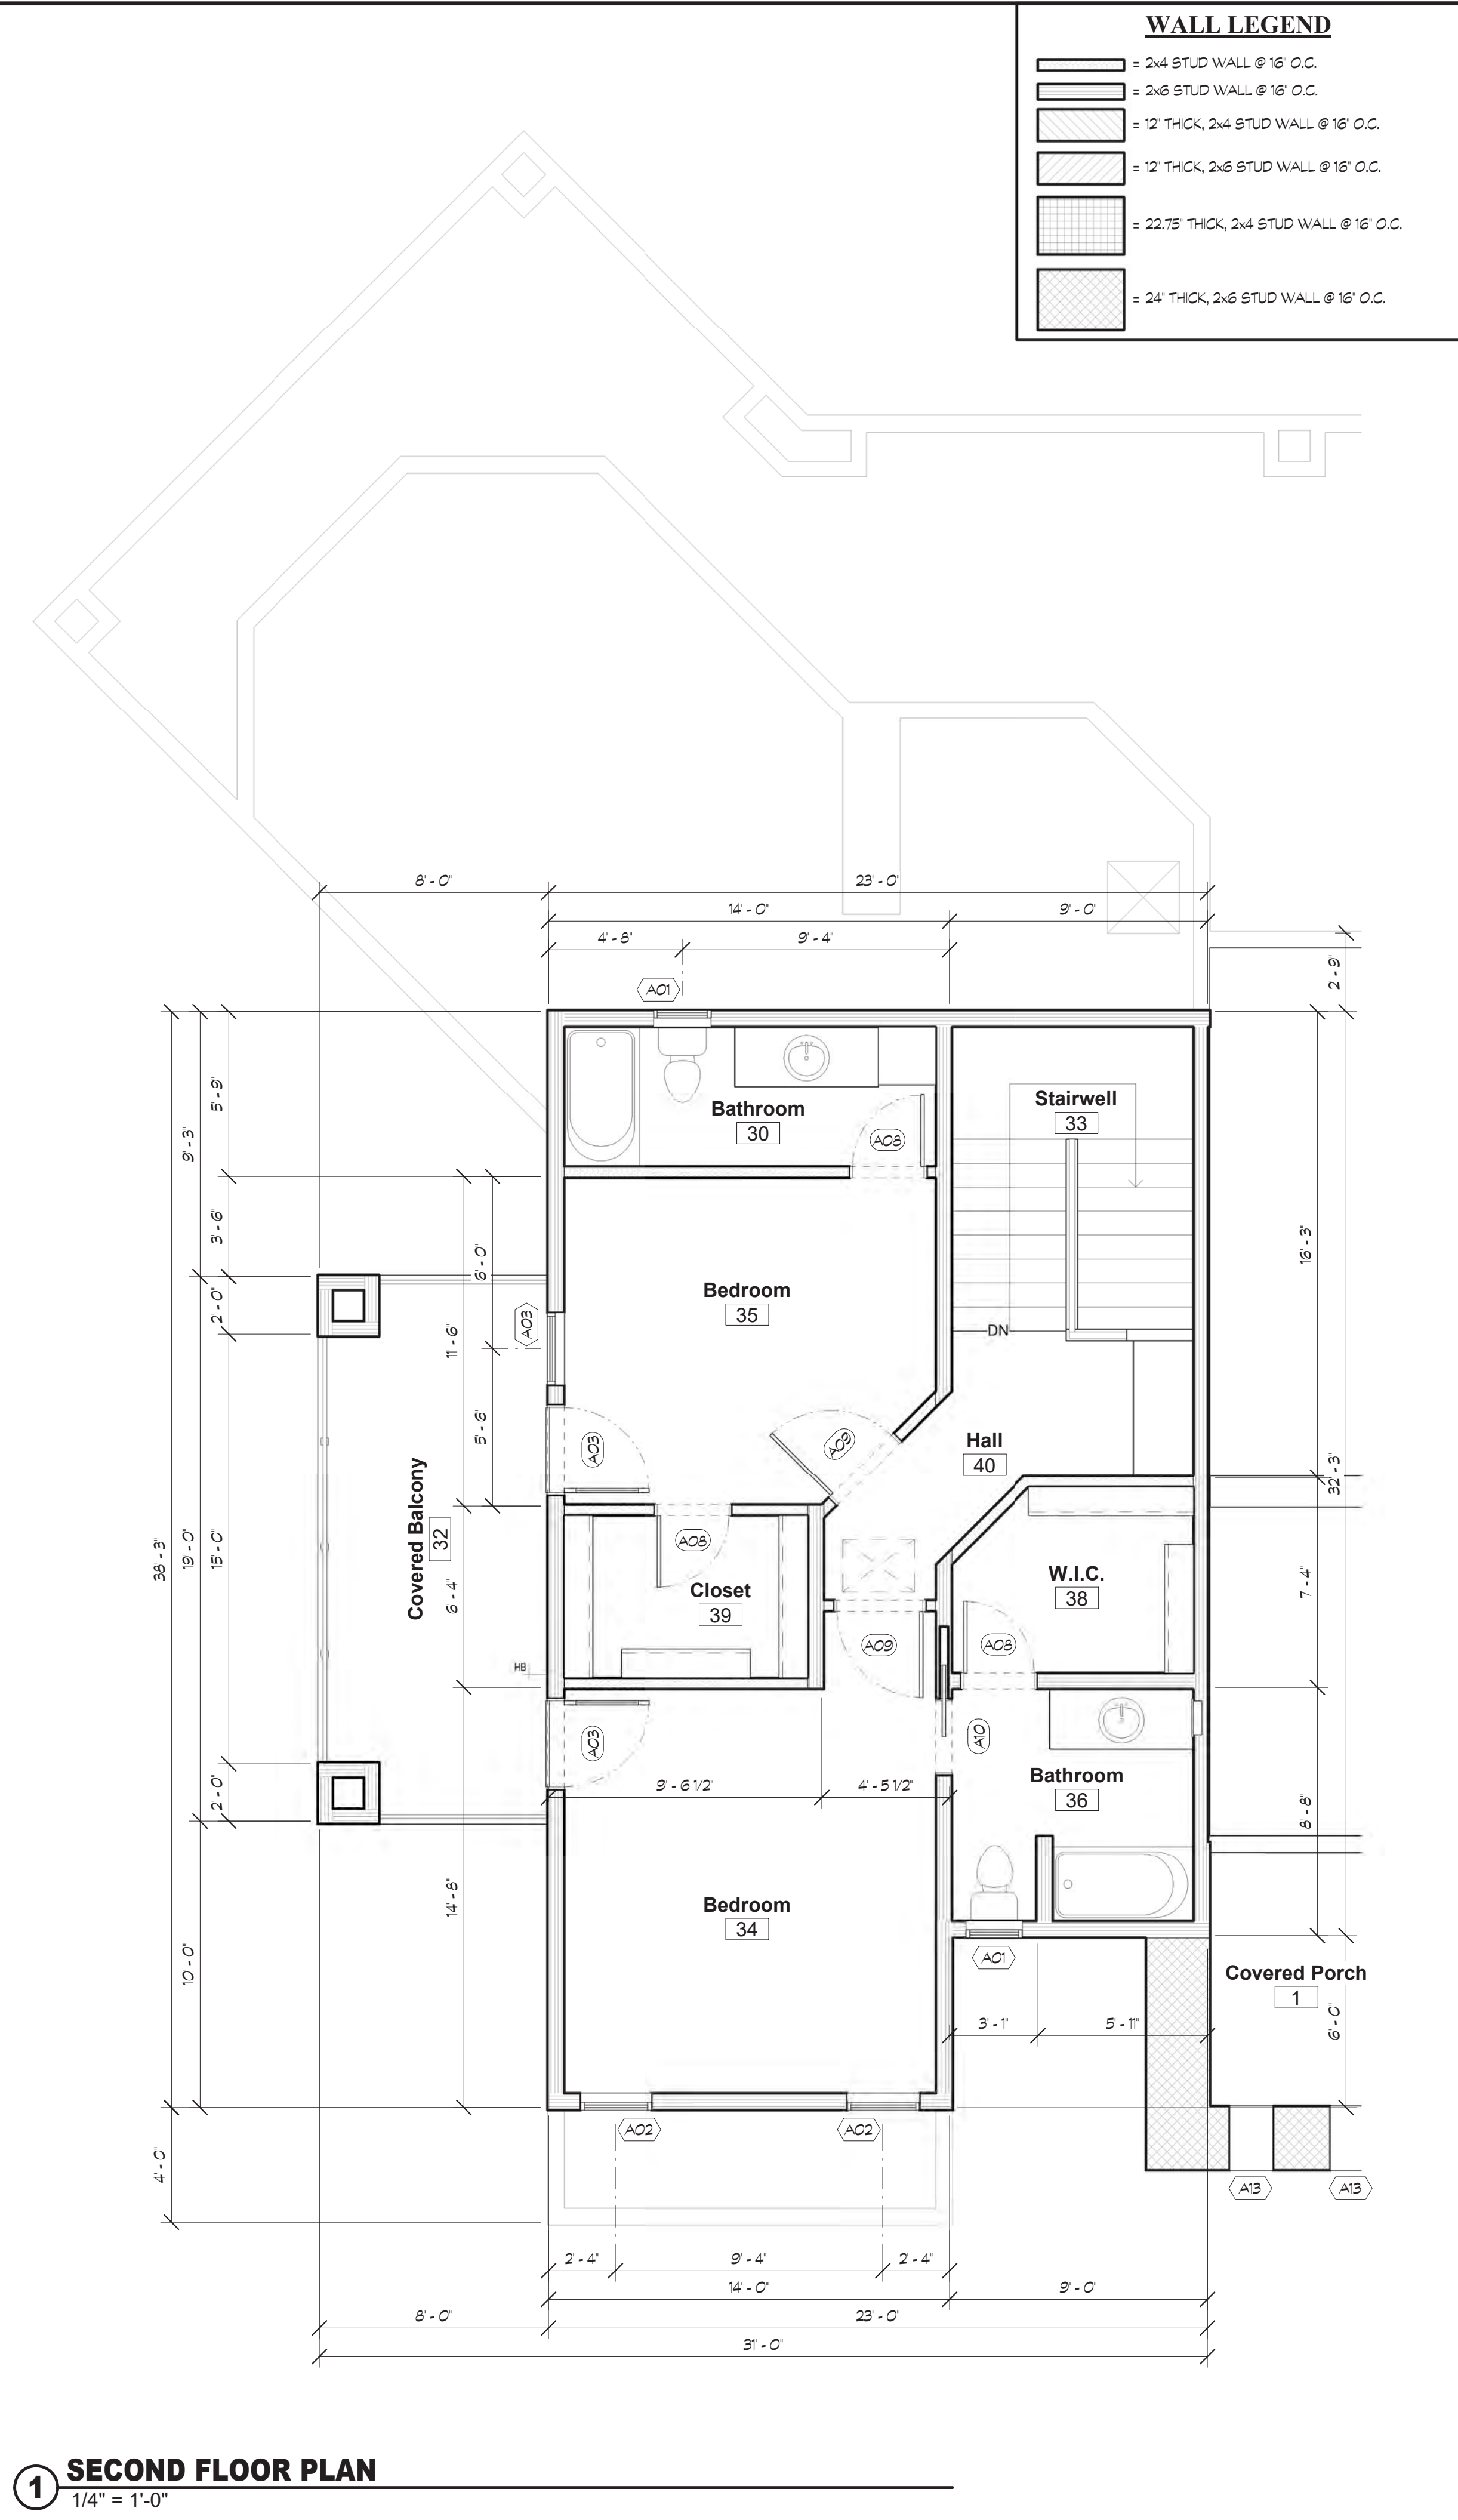 WALL LEGEND
= 2x4 STUD WALL @ 16" O.C.
= 2x6 STUD WALL @ 16" O.C.
= 12" THICK, 2x4 STUD WALL @ 16" O.C.
= 12" THICK, 2x6 STUD WALL @ 16" O.C.
= 22.75" THICK, 2x4 STUD WALL @ 16" O.C.
= 24" THICK, 2x6 STUD WALL @ 16" O.C.
8' - 0"
23' - 0"
14' - 0"
9' - 0"
4' - 8"
9' - 4"
2' - 9"
A01
5' - 9"
9' - 3"
Bathroom
30
A08
Stairwell
33
3' - 6"
6' - 0"
16' - 3"
2' - 0"
Bedroom
35
A03
11' - 6"
DN
5' - 6"
A03
A09
Hall
40
32' - 3"
38' - 3"
19' - 0"
15' - 0"
Covered Balcony
32
A08
6' - 4"
Closet
39
W.I.C.
38
7' - 4"
A09
A08
HB
A03
A10
2' - 0"
9' - 6 1/2"
4' - 5 1/2"
Bathroom
36
8' - 8"
14' - 8"
Bedroom
34
10' - 0"
A01
Covered Porch
1
3' - 1"
5' - 11"
6' - 0"
A02
A02
4' - 0"
A13
A13
2' - 4"
9' - 4"
2' - 4"
14' - 0"
9' - 0"
8' - 0"
23' - 0"
31' - 0"
1
SECOND FLOOR PLAN
1/4" = 1'-0"